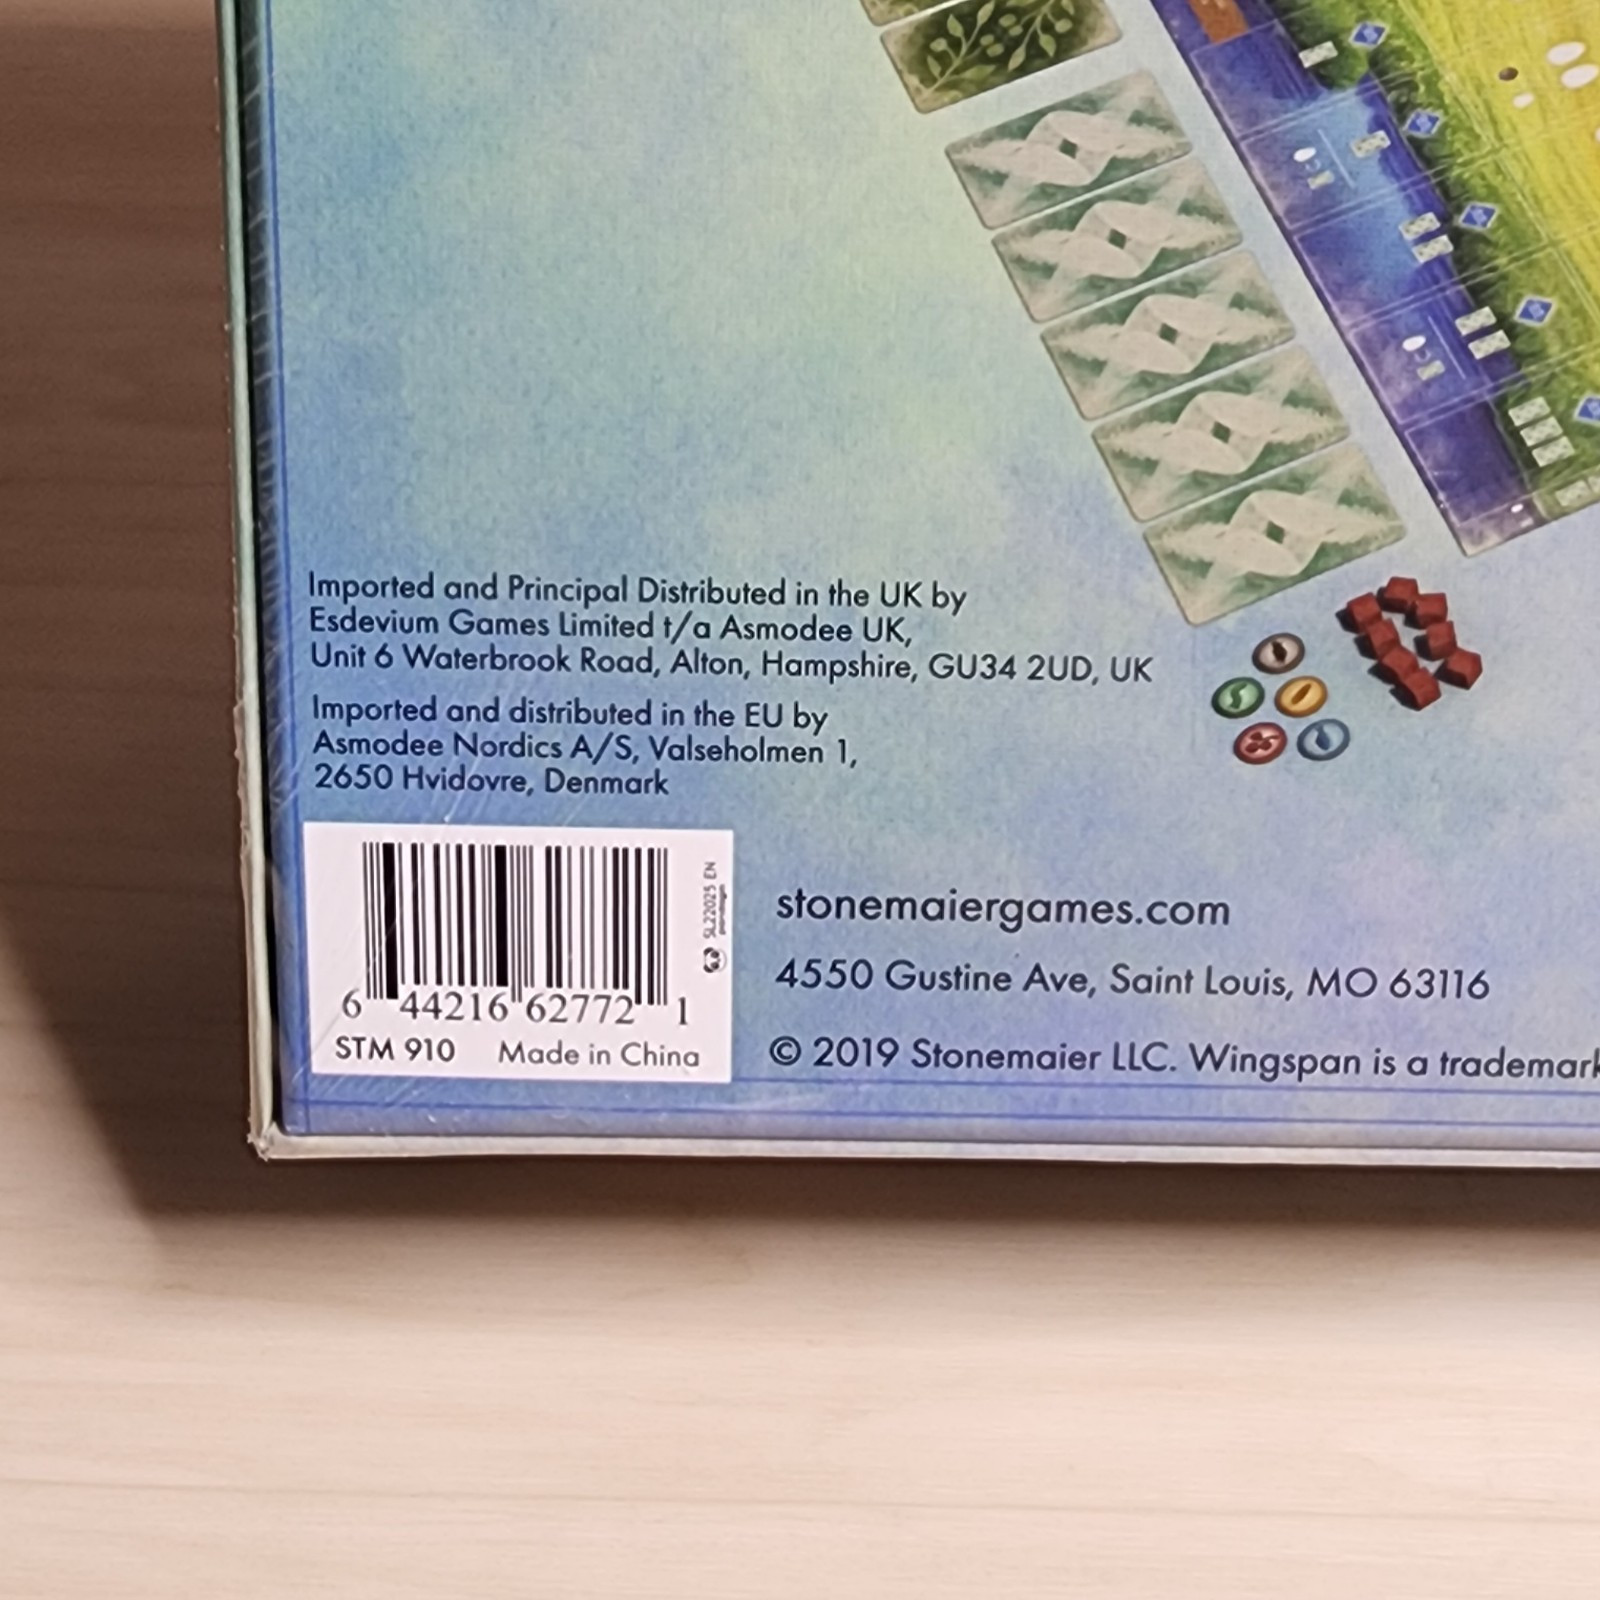 Imported and Principal Distributed in the UK by
Esdevium Games Limited t/a Asmodee UK,
Unit 6 Waterbrook Road, Alton, Hampshire, GU34 2UD, UK
Imported and distributed in the EU by
Asmodee Nordics A/S, Valseholmen 1,
2650 Hvidovre, Denmark
SL22025 EN
6 44216 62772 1
STM 910 Made in China
stonemaiergames.com
4550 Gustine Ave, Saint Louis, MO 63116
© 2019 Stonemaier LLC. Wingspan is a trademark